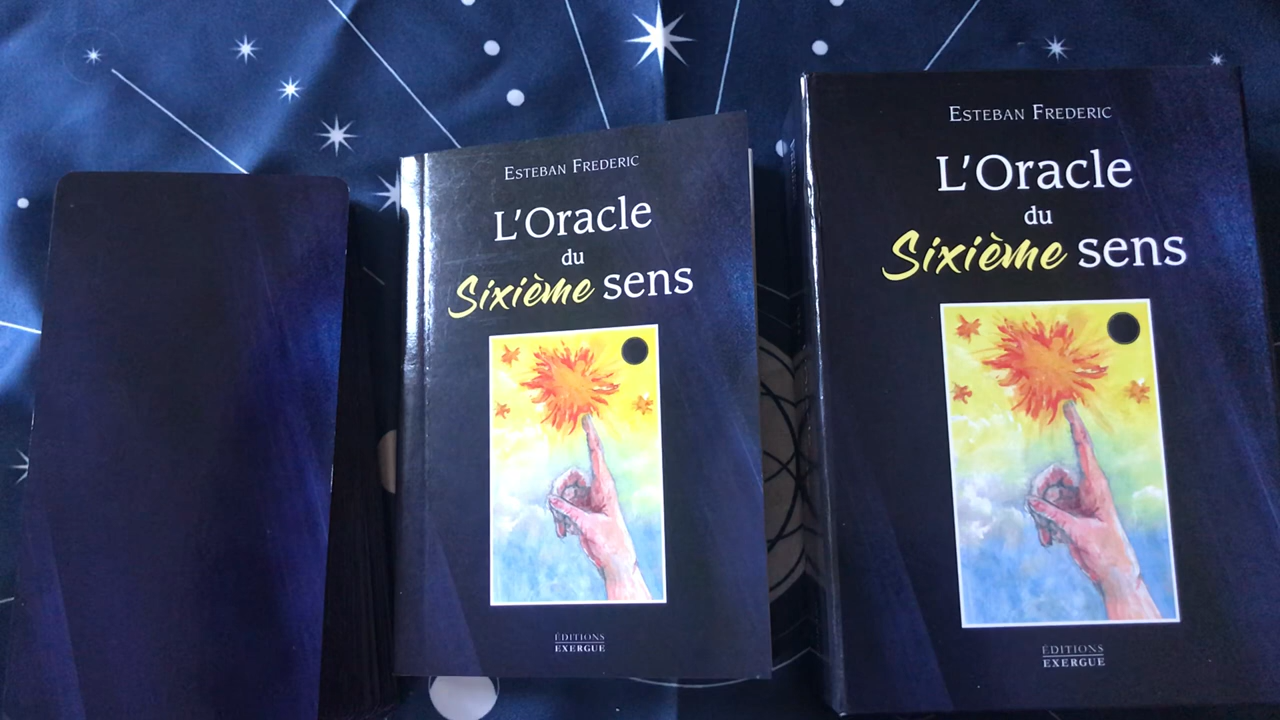 ESTEBAN FREDERIC
L'Oracle
du
Sixième sens
ÉDITIONS
EXERGUE
ESTEBAN FREDERIC
L'Oracle
du
Sixième sens
ÉDITIONS
EXERGUE